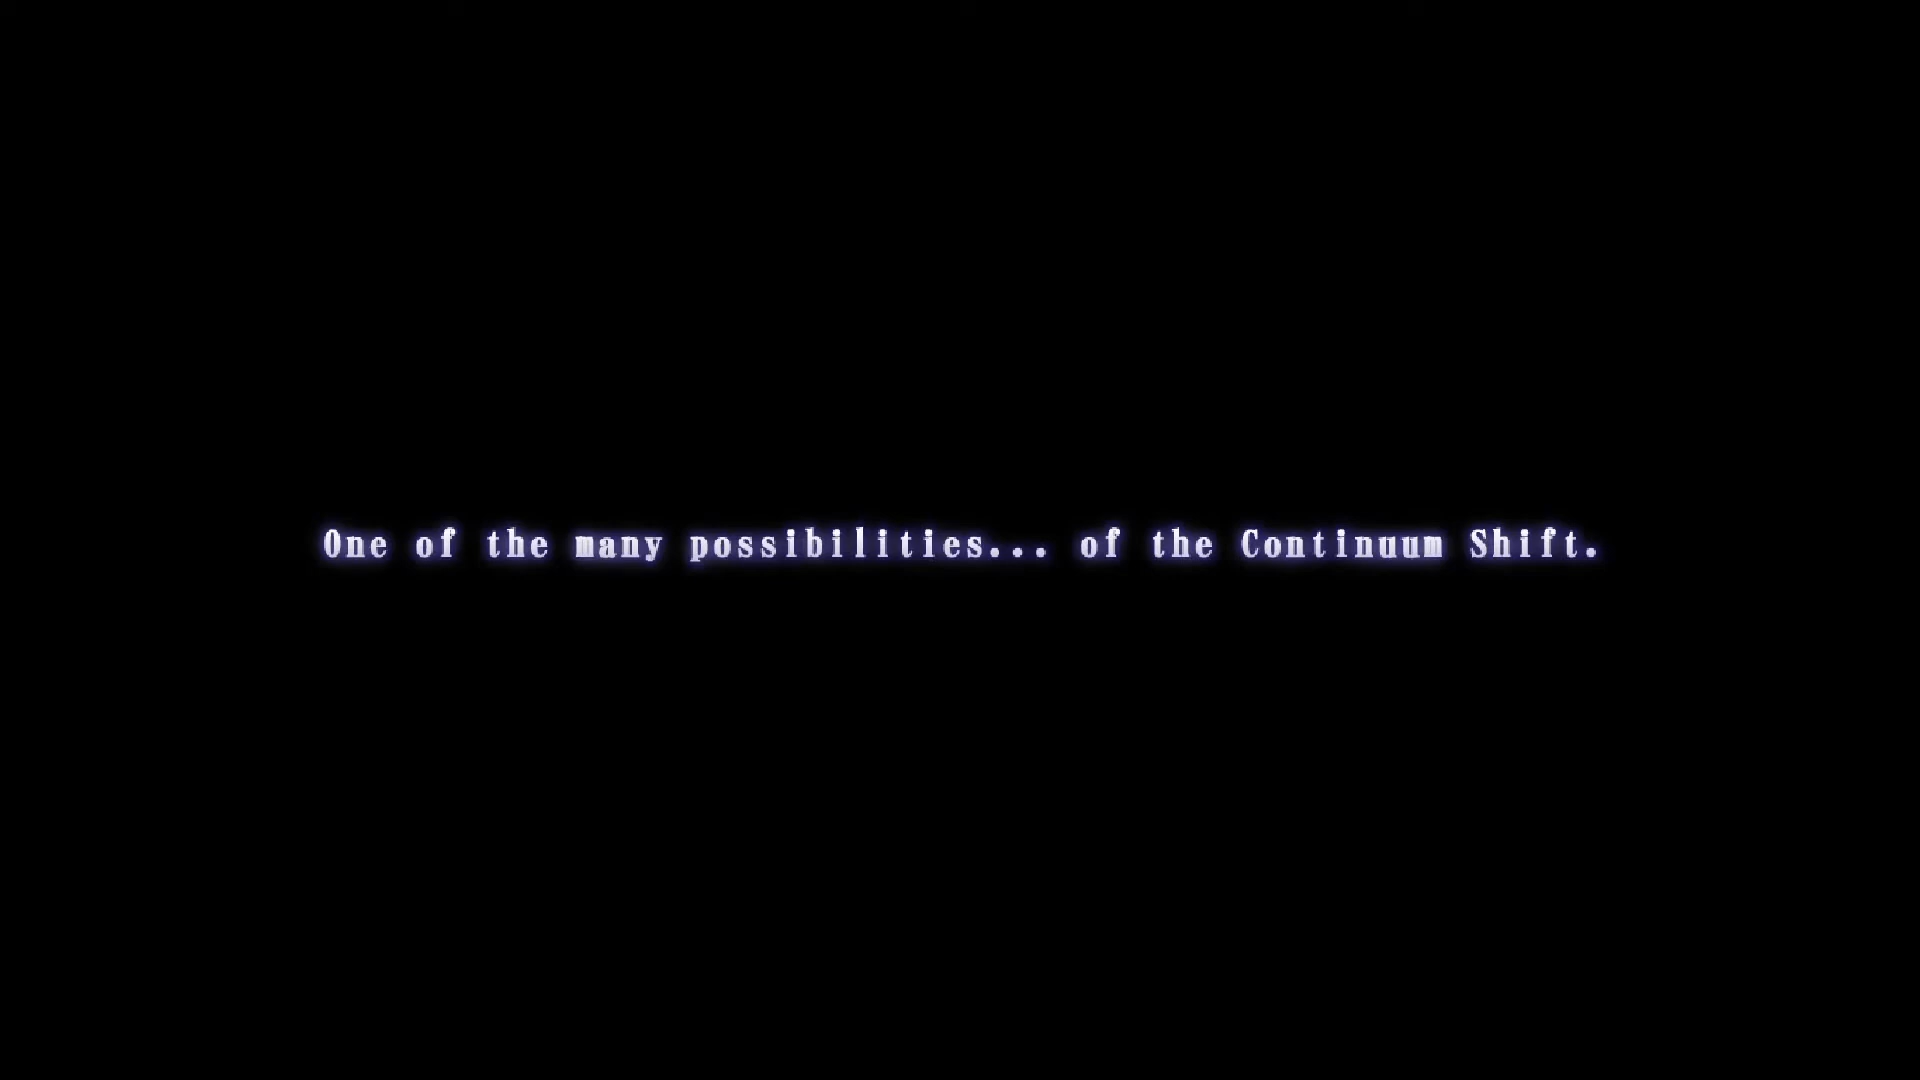 One of the many possibilities... of the Continuum Shift.